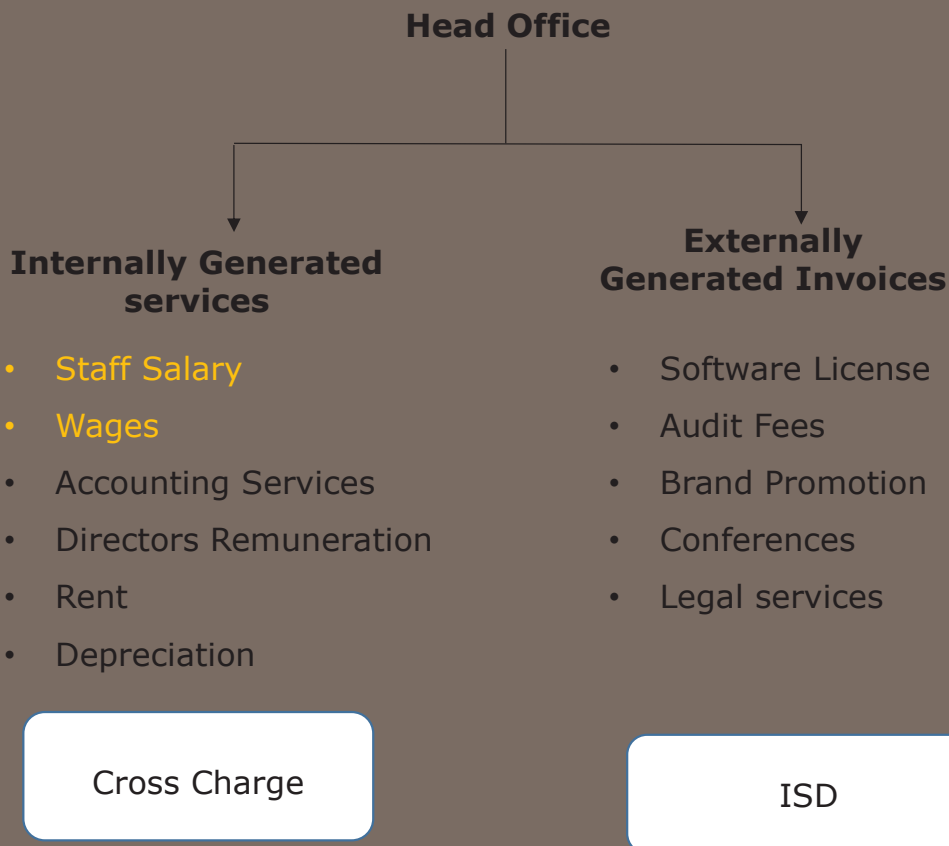 Head Office
Internally Generated
services
• Staff Salary
• Wages
• Accounting Services
• Directors Remuneration
• Rent
• Depreciation
Cross Charge
Externally
Generated Invoices
• Software License
• Audit Fees
• Brand Promotion
• Conferences
• Legal services
ISD